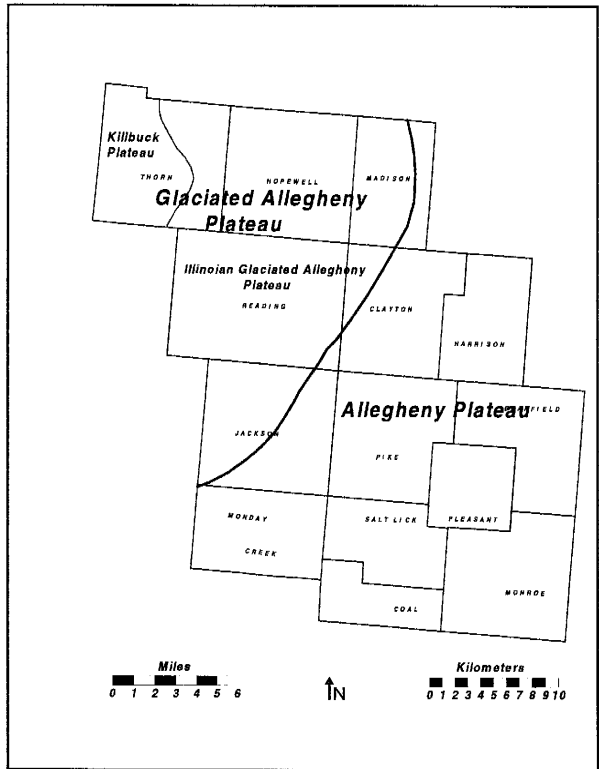 Killbuck
Plateau
THORN
HOPEWELL
MADISON
Glaciated Allegheny
Plateau
Illinoian Glaciated Allegheny
Plateau
READING
CLAYTON
HARRISON
Allegheny Plateau
FIELD
JACKSON
PIKE
MONDAY
CREEK
SALT LICK
PLEASANT
MONROE
COAL
Miles
0 1 2 3 4 5 6
N
Kilometers
0 1 2 3 4 5 6 7 8 9 10